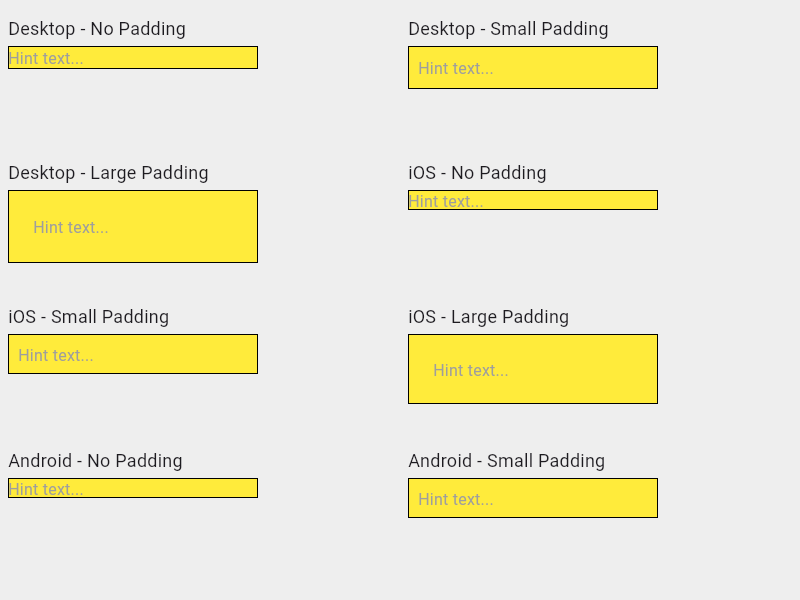 Desktop - No Padding
Hint text...
Desktop - Small Padding
Hint text...
Desktop - Large Padding
Hint text...
iOS - No Padding
Hint text...
iOS - Small Padding
Hint text...
iOS - Large Padding
Hint text...
Android - No Padding
Hint text...
Android - Small Padding
Hint text...